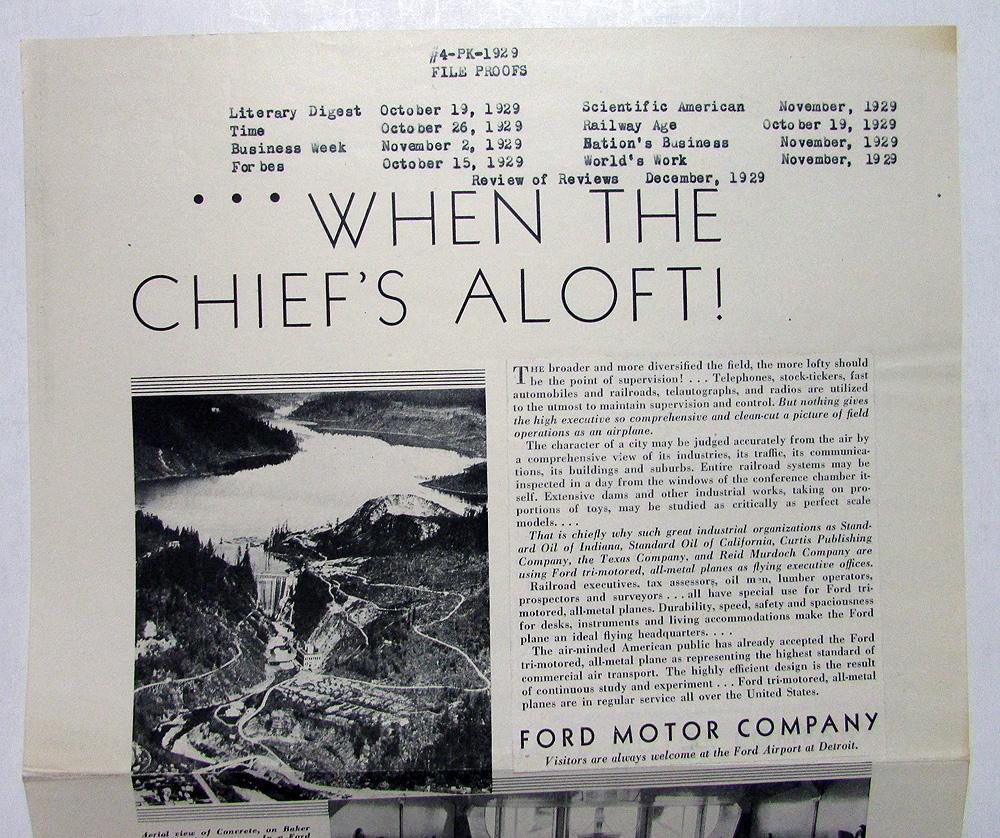 #4-PK-1929
FILE PROOFS
Literary Digest October 19, 1929
Time October 26, 1929
Business Week November 2, 1929
Forbes October 15, 1929
Scientific American November, 1929
Railway Age October 19, 1929
Nation's Business November, 1929
World's Work November, 1929
Review of Reviews December, 1929
• • • WHEN THE
CHIEF'S ALOFT!
THE broader and more diversified the field, the more lofty should
be the point of supervision! . . . Telephones, stock-tickers, fast
automobiles and railroads, telautographs, and radios are utilized
to the utmost to maintain supervision and control. But nothing gives
the high executive so comprehensive and clean-cut a picture of field
operations as an airplane.
The character of a city may be judged accurately from the air by
a comprehensive view of its industries, its traffic, its communica-
tions, its buildings and suburbs. Entire railroad systems may be
inspected in a day from the windows of the conference chamber it-
self. Extensive dams and other industrial works, taking on pro-
portions of toys, may be studied as critically as perfect scale
models. . . .
That is chiefly why such great industrial organizations as Stand-
ard Oil of Indiana, Standard Oil of California, Curtis Publishing
Company, the Texas Company, and Reid Murdoch Company are
using Ford tri-motored, all-metal planes as flying executive offices.
Railroad executives, tax assessors, oil men, lumber operators,
prospectors and surveyors . . . all have special use for Ford tri-
motored, all-metal planes. Durability, speed, safety and spaciousness
for desks, instruments and living accommodations make the Ford
plane an ideal flying headquarters. . . .
The air-minded American public has already accepted the Ford
tri-motored, all-metal plane as representing the highest standard of
commercial air transport. The highly efficient design is the result
of continuous study and experiment . . . Ford tri-motored, all-metal
planes are in regular service all over the United States.
FORD MOTOR COMPANY
Visitors are always welcome at the Ford Airport at Detroit.
Aerial view of Concrete, on Baker
in a Ford